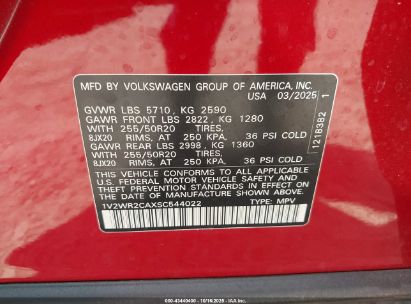 MFD BY VOLKSWAGEN GROUP OF AMERICA, INC.
USA 03/2025
GVWR LBS 5710, KG 2590
GAWR FRONT LBS 2822, KG 1280
WITH 255/50R20 TIRES,
8JX20 RIMS, AT 250 KPA. 36 PSI COLD
GAWR REAR LBS 2998, KG 1360
WITH 255/50R20 TIRES,
8JX20 RIMS, AT 250 KPA. 36 PSI COLD
THIS VEHICLE CONFORMS TO ALL APPLICABLE U.S.
FEDERAL MOTOR VEHICLE SAFETY STANDARDS IN
EFFECT ON THE DATE OF MANUFACTURE SHOWN ABOVE
1V2WR2CAXSC544022
TYPE: MPV
1218382 1